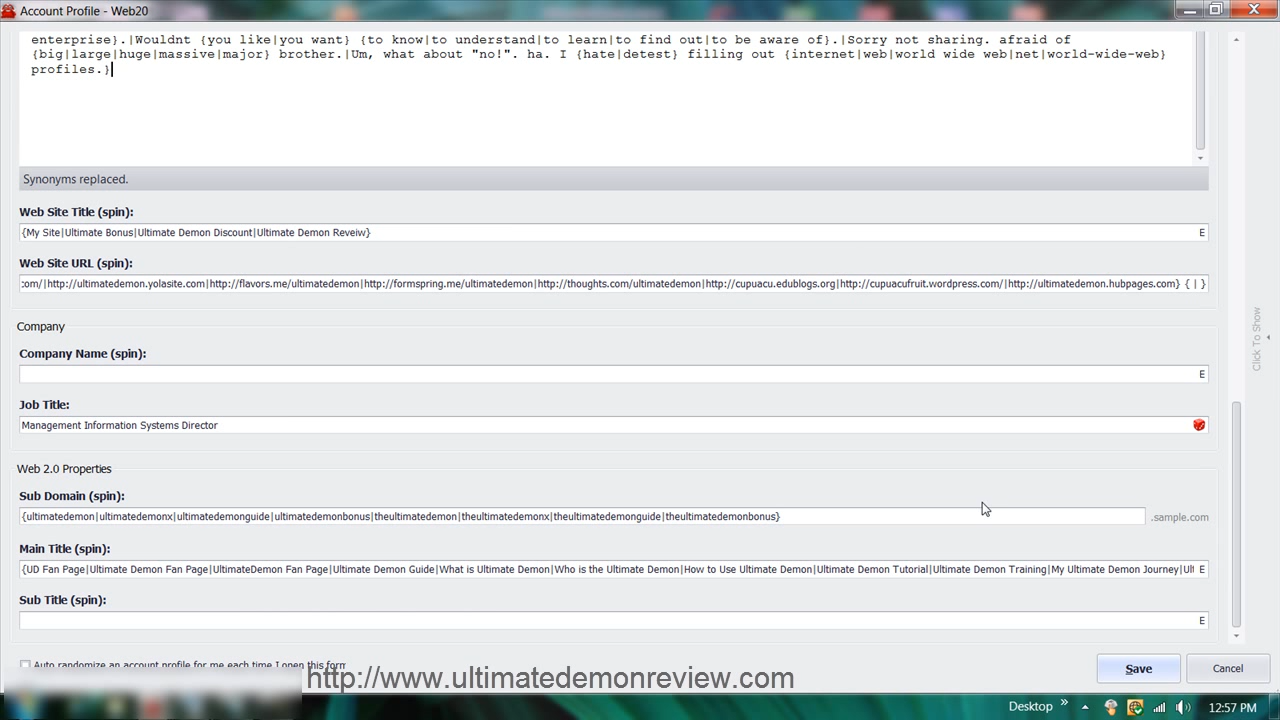 Account Profile - Web20
enterprise}.|Wouldnt {you like|you want} {to know|to understand|to learn|to find out|to be aware of}.|Sorry not sharing. afraid of
{big|large|huge|massive|major} brother.|Um, what about "no!". ha. I {hate|detest} filling out {internet|web|world wide web|net|world-wide-web}
profiles.}
Synonyms replaced.
Web Site Title (spin):
{My Site|Ultimate Bonus|Ultimate Demon Discount|Ultimate Demon Reveiw}
E
Web Site URL (spin):
:om/|http://ultimatedemon.yolasite.com|http://flavors.me/ultimatedemon|http://formspring.me/ultimatedemon|http://thoughts.com/ultimatedemon|http://cupuacu.edublogs.org|http://cupuacufruit.wordpress.com/|http://ultimatedemon.hubpages.com} { | }
Click To Show
Company
Company Name (spin):
E
Job Title:
Management Information Systems Director
Web 2.0 Properties
Sub Domain (spin):
{ultimatedemon|ultimatedemonx|ultimatedemonguide|ultimatedemonbonus|theultimatedemon|theultimatedemonx|theultimatedemonguide|theultimatedemonbonus}
.sample.com
Main Title (spin):
{UD Fan Page|Ultimate Demon Fan Page|UltimateDemon Fan Page|Ultimate Demon Guide|What is Ultimate Demon|Who is the Ultimate Demon|How to Use Ultimate Demon|Ultimate Demon Tutorial|Ultimate Demon Training|My Ultimate Demon Journey|Ult
E
Sub Title (spin):
E
Auto randomize an account profile for me each time I open this form
http://www.ultimatedemonreview.com
Save
Cancel
Desktop
12:57 PM